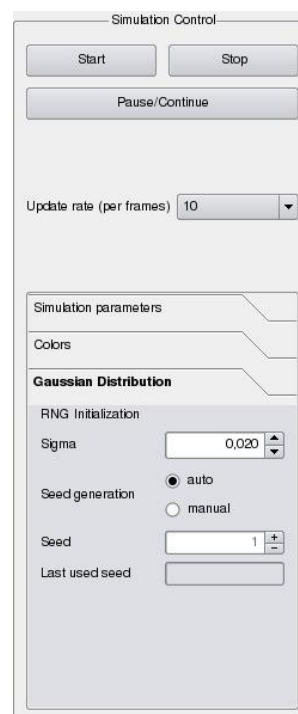 Simulation Control
Start Stop
Pause/Continue
Update rate (per frames) 10
Simulation parameters
Colors
Gaussian Distribution
RNG Initialization
Sigma 0,020
auto
Seed generation
manual
Seed 1
Last used seed